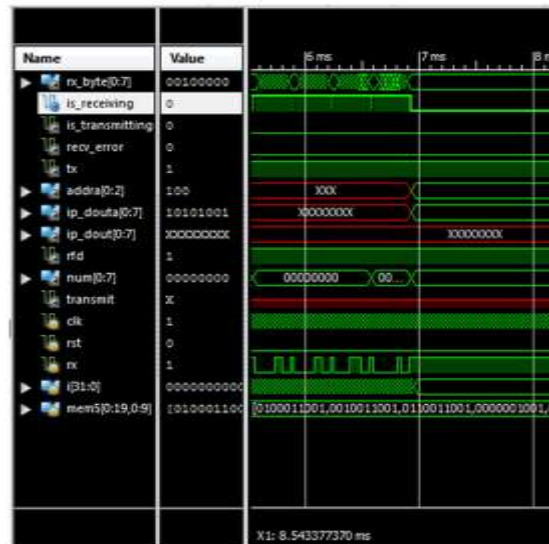 Name Value 6 ms 7 ms 8 m
rx_byte[0:7] 00100000
is_receiving 0
is_transmitting 0
recv_error 0
tx 1
addra[0:2] 100 XXX
ip_douta[0:7] 10101001 XXXXXXXX
ip_dout[0:7] XXXXXXXX XXXXXXXX
rfd 1
num[0:7] 00000000 00000000 00...
transmit X
clk 1
rst 0
rx 1
i[31:0] 0000000000
mem5[0:19,0:9] [010001100 [0100011001,0010011001,0110011001,0000001001,
X1: 8.543377370 ms